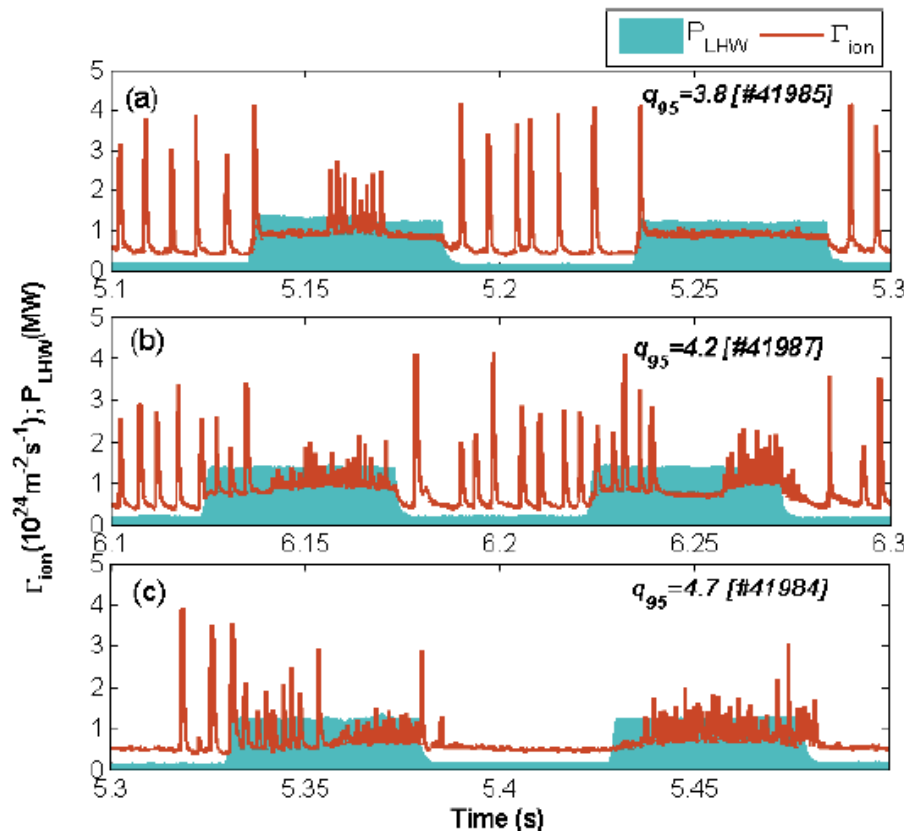 P_LHW Γ_ion
(a) q_95=3.8 [#41985]
5
4
3
2
1
0
5.1 5.15 5.2 5.25 5.3
(b) q_95=4.2 [#41987]
5
4
3
2
1
0
6.1 6.15 6.2 6.25 6.3
(c) q_95=4.7 [#41984]
5
4
3
2
1
0
5.3 5.35 5.4 5.45
Γ_ion(10^24m^-2s^-1); P_LHW(MW)
Time (s)